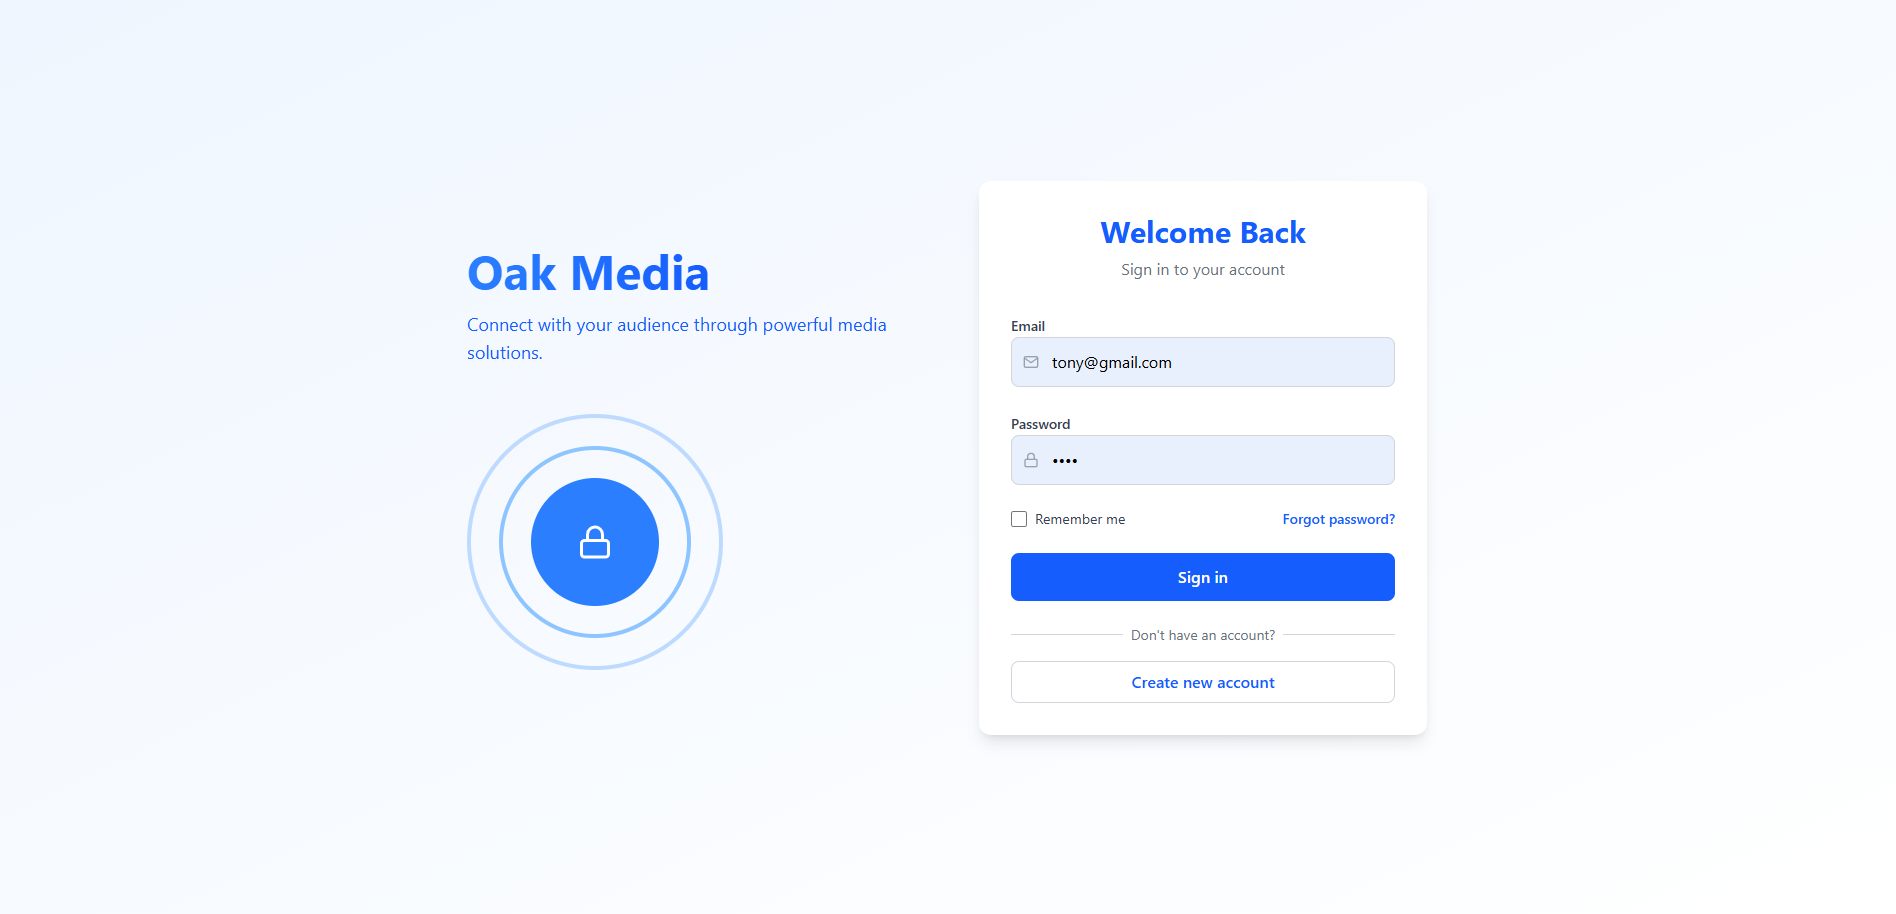 Oak Media
Connect with your audience through powerful media
solutions.
Welcome Back
Sign in to your account
Email
tony@gmail.com
Password
••••
Remember me
Forgot password?
Sign in
Don't have an account?
Create new account